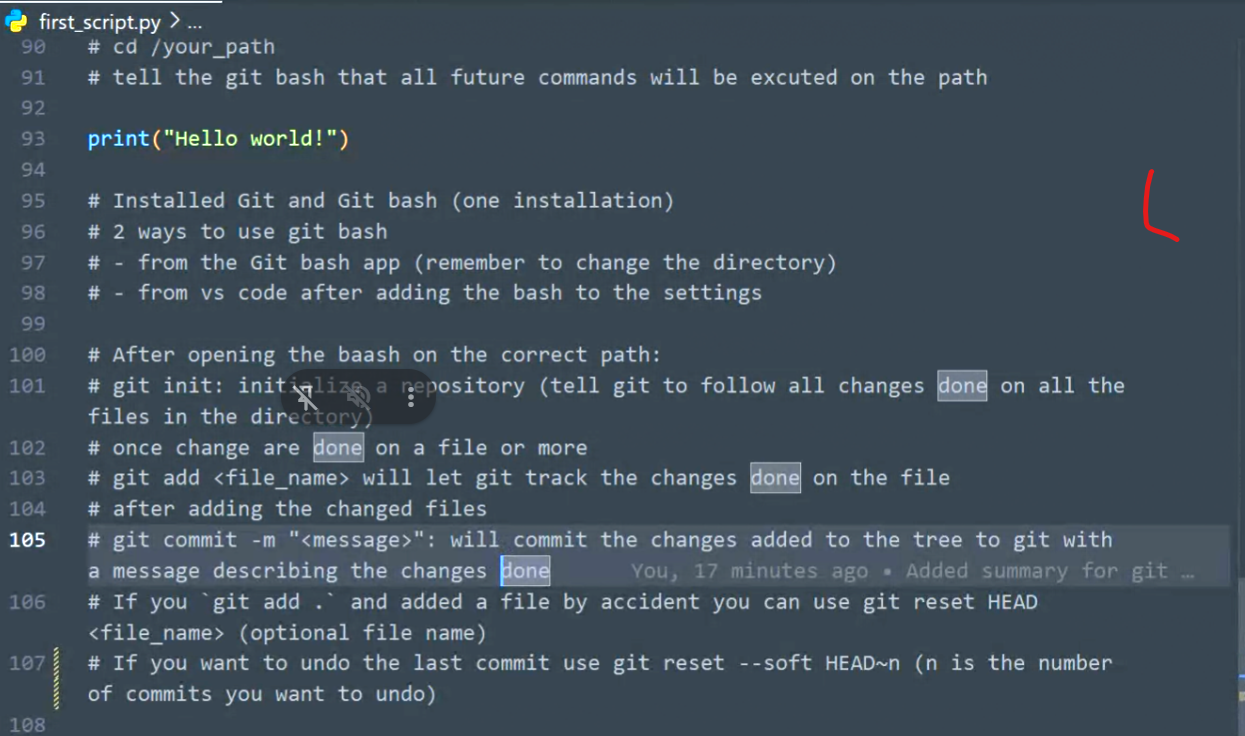 first_script.py > ...
90 # cd /your_path
91 # tell the git bash that all future commands will be excuted on the path
92
93 print("Hello world!")
94
95 # Installed Git and Git bash (one installation)
96 # 2 ways to use git bash
97 # - from the Git bash app (remember to change the directory)
98 # - from vs code after adding the bash to the settings
99
100 # After opening the baash on the correct path:
101 # git init: initialize a repository (tell git to follow all changes done on all the
files in the directory)
102 # once change are done on a file or more
103 # git add <file_name> will let git track the changes done on the file
104 # after adding the changed files
105 # git commit -m "<message>": will commit the changes added to the tree to git with
a message describing the changes done You, 17 minutes ago • Added summary for git …
106 # If you `git add .` and added a file by accident you can use git reset HEAD
<file_name> (optional file name)
107 # If you want to undo the last commit use git reset --soft HEAD~n (n is the number
of commits you want to undo)
108